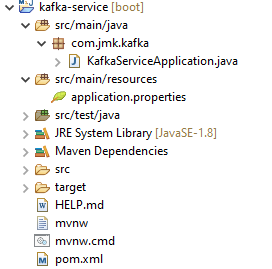 kafka-service [boot]
src/main/java
com.jmk.kafka
KafkaServiceApplication.java
src/main/resources
application.properties
src/test/java
JRE System Library [JavaSE-1.8]
Maven Dependencies
src
target
HELP.md
mvnw
mvnw.cmd
pom.xml